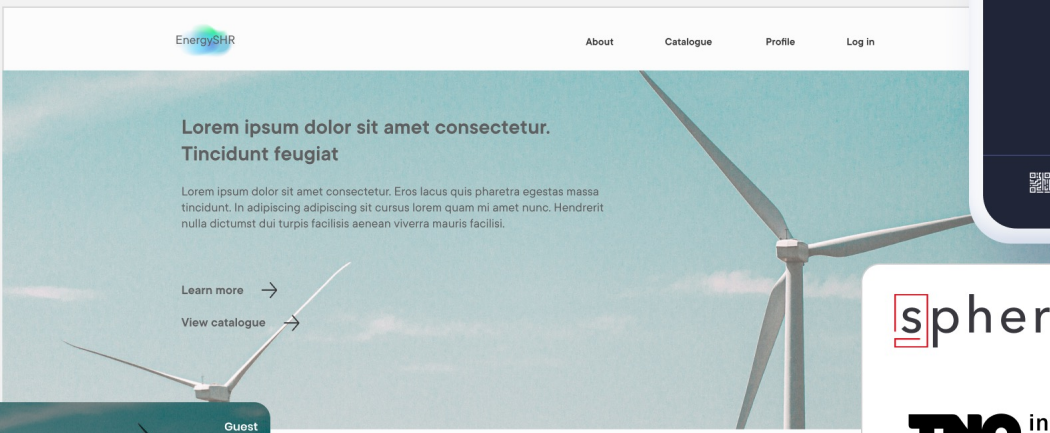 EnergySHR
About
Catalogue
Profile
Log in
Lorem ipsum dolor sit amet consectetur.
Tincidunt feugiat
Lorem ipsum dolor sit amet consectetur. Eros lacus quis pharetra egestas massa
tincidunt. In adipiscing adipiscing sit cursus lorem quam mi amet nunc. Hendrerit
nulla dictumst dui turpis facilisis aenean viverra mauris facilisi.
Learn more
View catalogue
spher
TNO in
Guest